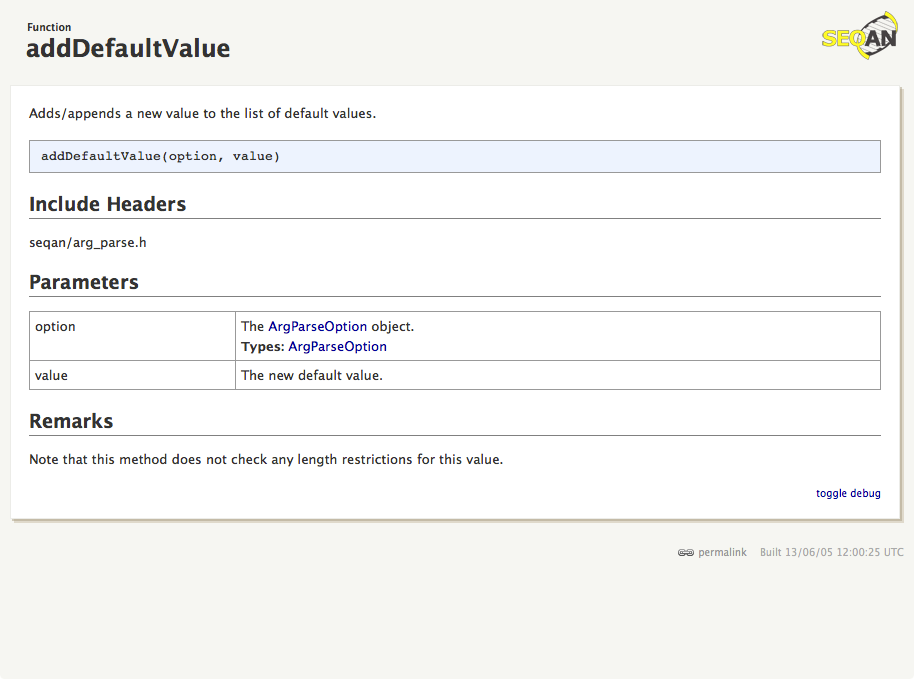 Function
addDefaultValue
SEQAN
Adds/appends a new value to the list of default values.
addDefaultValue(option, value)
Include Headers
seqan/arg_parse.h
Parameters
option
The ArgParseOption object.
Types: ArgParseOption
value
The new default value.
Remarks
Note that this method does not check any length restrictions for this value.
toggle debug
permalink Built 13/06/05 12:00:25 UTC